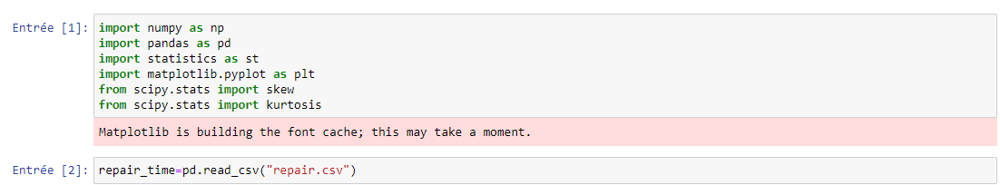 Entrée [1]: import numpy as np
import pandas as pd
import statistics as st
import matplotlib.pyplot as plt
from scipy.stats import skew
from scipy.stats import kurtosis
Matplotlib is building the font cache; this may take a moment.
Entrée [2]: repair_time=pd.read_csv("repair.csv")